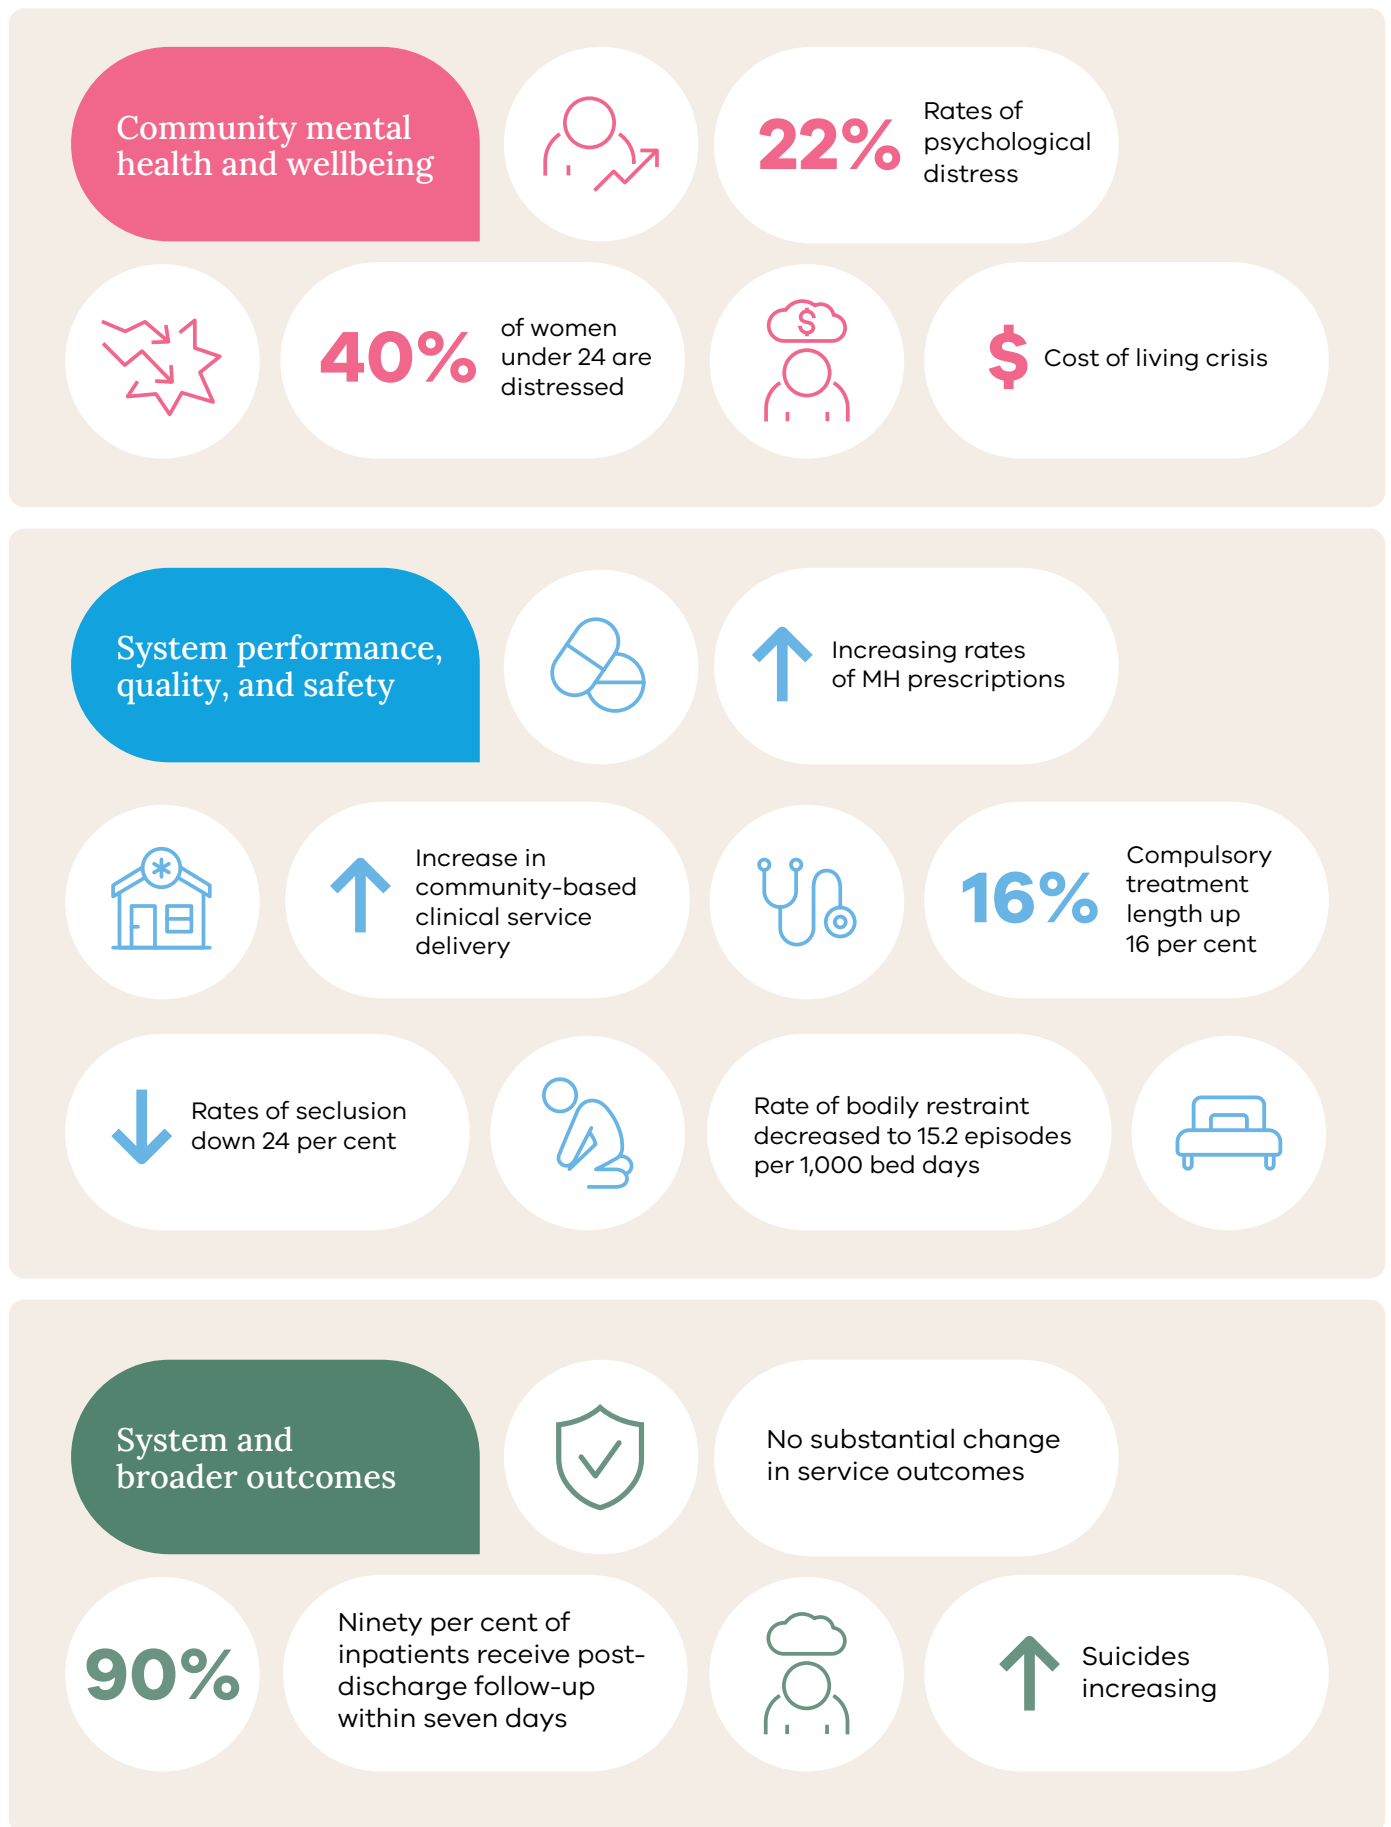 Community mental
health and wellbeing
22%
Rates of
psychological
distress
40%
of women
under 24 are
distressed
$
$
Cost of living crisis
System performance,
quality, and safety
Increasing rates
of MH prescriptions
Increase in
community-based
clinical service
delivery
16%
Compulsory
treatment
length up
16 per cent
Rates of seclusion
down 24 per cent
Rate of bodily restraint
decreased to 15.2 episodes
per 1,000 bed days
System and
broader outcomes
No substantial change
in service outcomes
90%
Ninety per cent of
inpatients receive post-
discharge follow-up
within seven days
Suicides
increasing